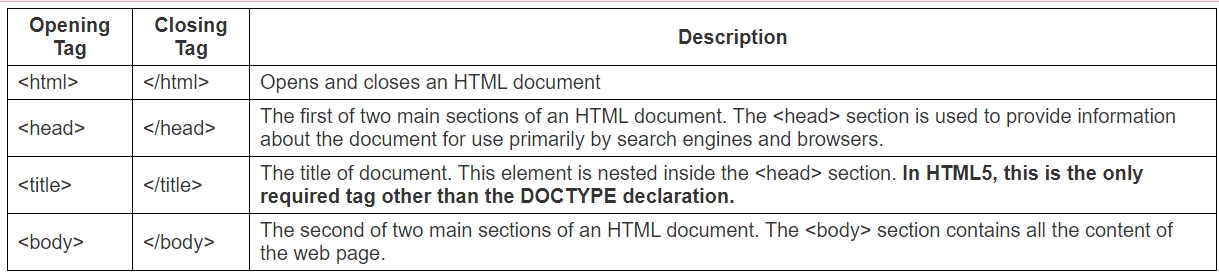 Opening Tag
Closing Tag
Description
<html>
</html>
Opens and closes an HTML document
<head>
</head>
The first of two main sections of an HTML document. The <head> section is used to provide information
about the document for use primarily by search engines and browsers.
<title>
</title>
The title of document. This element is nested inside the <head> section. In HTML5, this is the only
required tag other than the DOCTYPE declaration.
<body>
</body>
The second of two main sections of an HTML document. The <body> section contains all the content of
the web page.